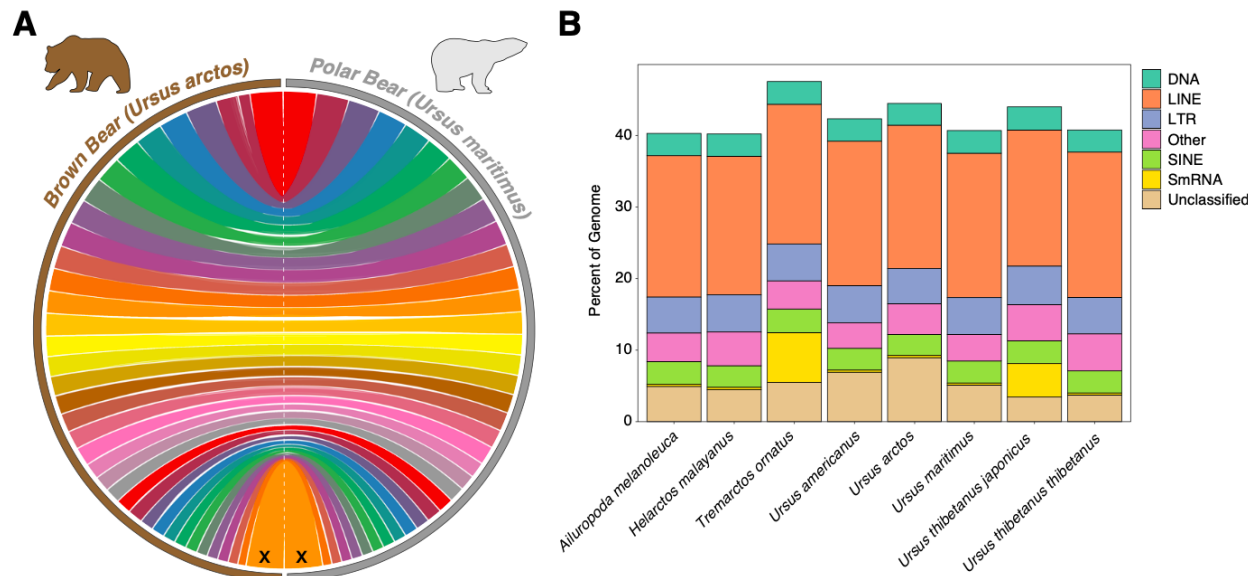 A
Brown Bear (Ursus arctos)
Polar Bear (Ursus maritimus)
X X
B
Percent of Genome
40
30
20
10
0
Ailuropoda melanoleuca
Helarctos malayanus
Tremarctos ornatus
Ursus americanus
Ursus arctos
Ursus maritimus
Ursus thibetanus japonicus
Ursus thibetanus thibetanus
DNA
LINE
LTR
Other
SINE
SmRNA
Unclassified